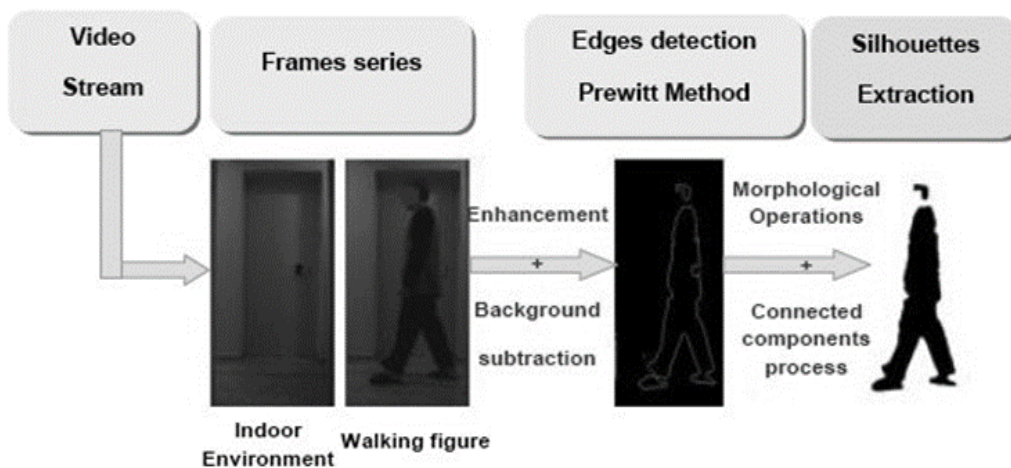 Video
Stream
Frames series
Edges detection
Prewitt Method
Silhouettes
Extraction
Enhancement
+
Background
subtraction
Morphological
Operations
+
Connected
components
process
Indoor
Environment
Walking figure